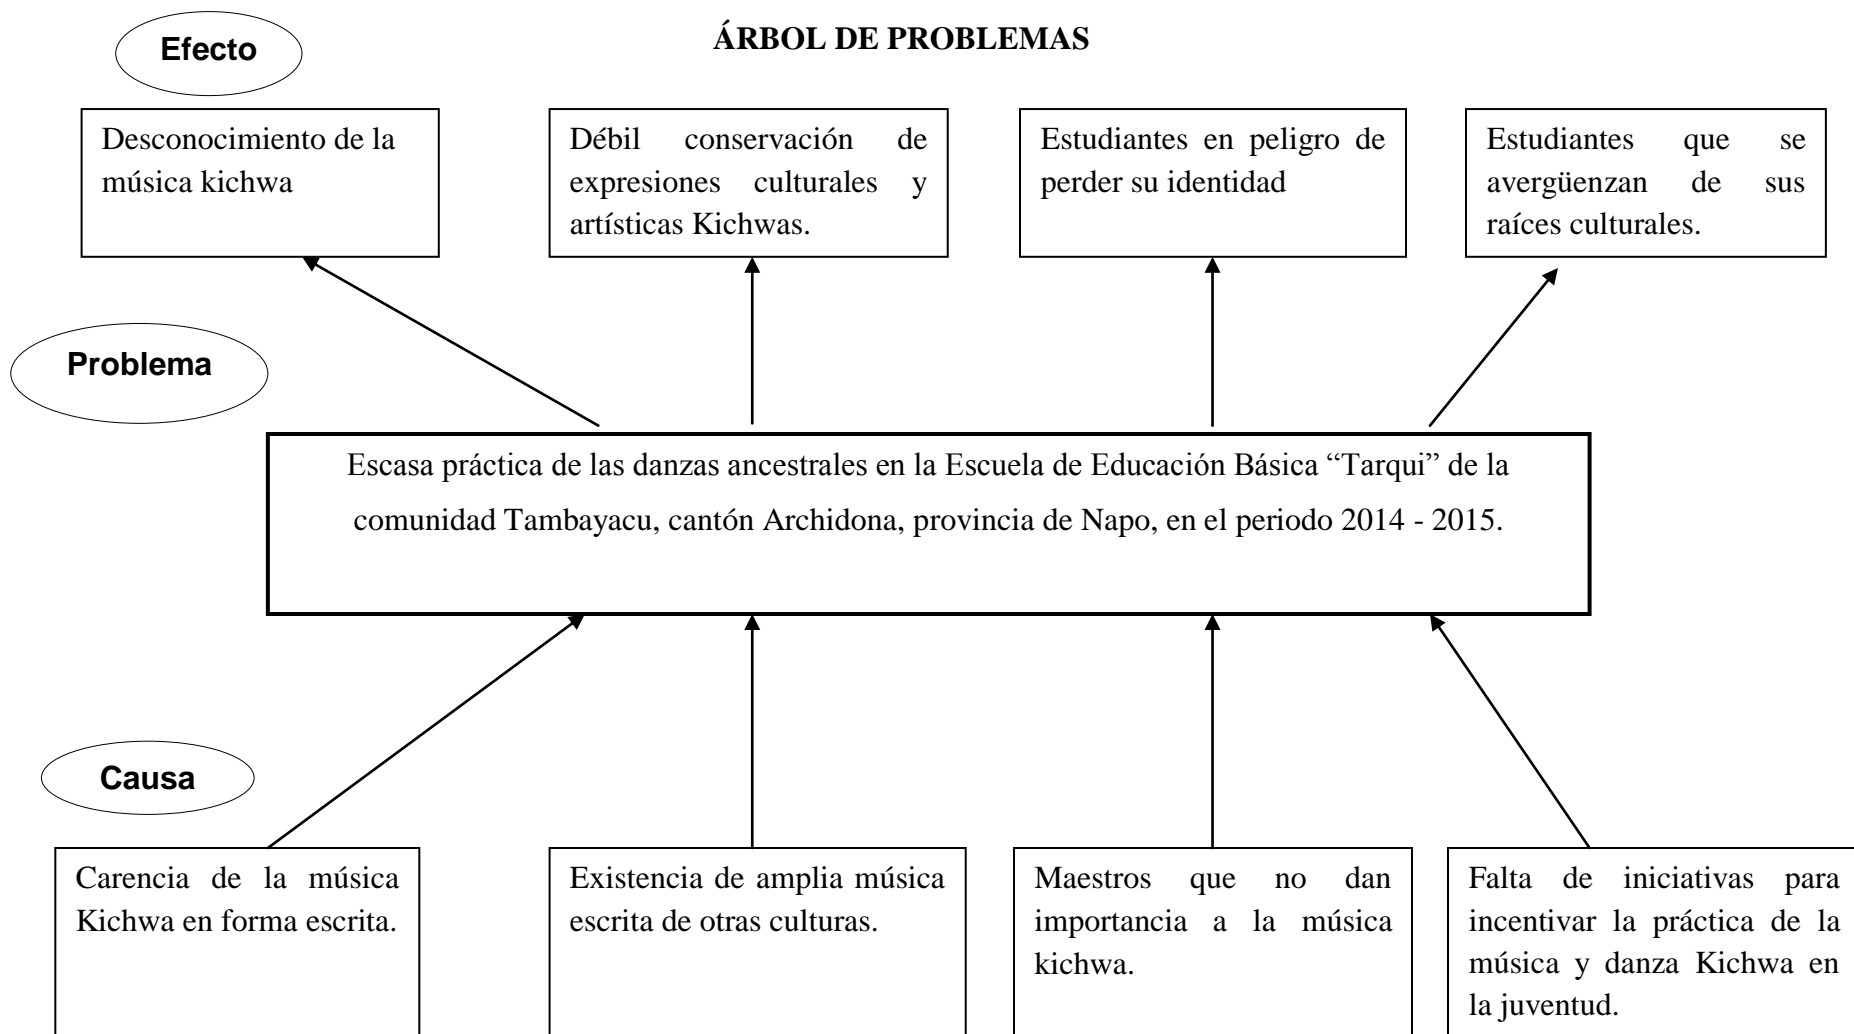 Efecto
ÁRBOL DE PROBLEMAS
Desconocimiento de la
música kichwa
Débil conservación de
expresiones culturales y
artísticas Kichwas.
Estudiantes en peligro de
perder su identidad
Estudiantes que se
avergüenzan de sus
raíces culturales.
Problema
Escasa práctica de las danzas ancestrales en la Escuela de Educación Básica “Tarqui” de la
comunidad Tambayacu, cantón Archidona, provincia de Napo, en el periodo 2014 - 2015.
Causa
Carencia de la música
Kichwa en forma escrita.
Existencia de amplia música
escrita de otras culturas.
Maestros que no dan
importancia a la música
kichwa.
Falta de iniciativas para
incentivar la práctica de la
música y danza Kichwa en
la juventud.